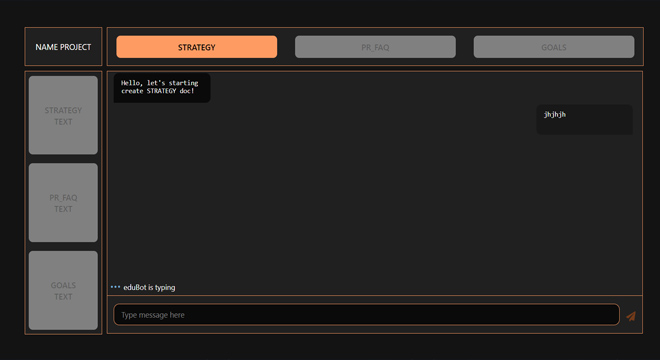 NAME PROJECT
STRATEGY
PR_FAQ
GOALS
STRATEGY
TEXT
PR_FAQ
TEXT
GOALS
TEXT
Hello, let's starting
create STRATEGY doc!
jhjhjh
eduBot is typing
Type message here